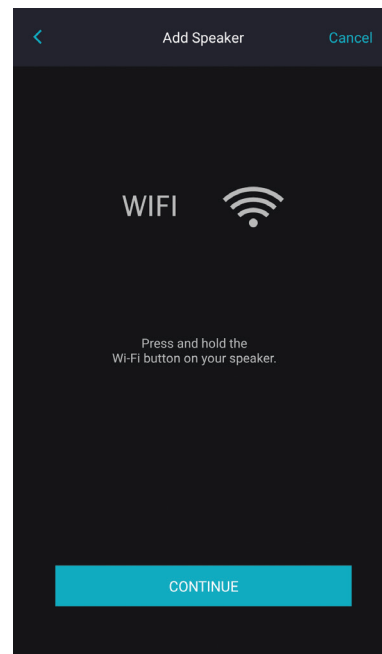 Add Speaker
Cancel
WIFI
Press and hold the
Wi-Fi button on your speaker.
CONTINUE